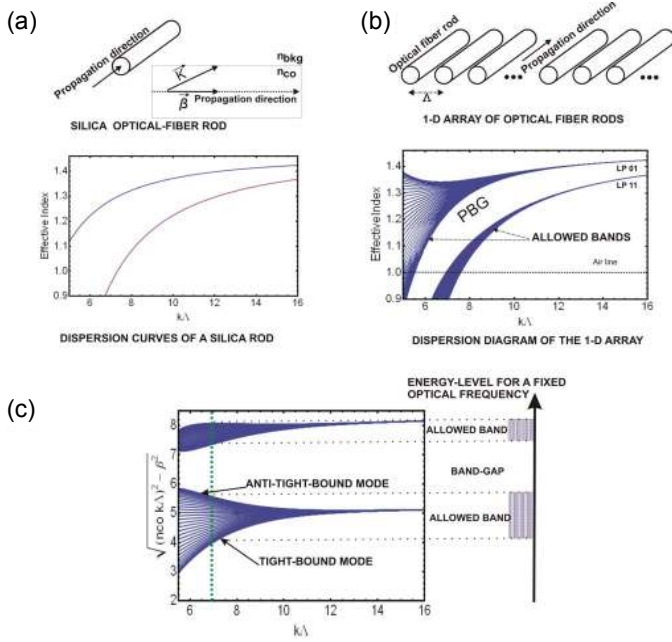 (a)
Propagation direction
K
β
Propagation direction
nbkg
nco
SILICA OPTICAL-FIBER ROD
Effective Index
1.4
1.3
1.2
1.1
1.0
0.9
6 8 10 12 14 16
kΛ
DISPERSION CURVES OF A SILICA ROD
(b)
Optical fiber rod
Propagation direction
Λ
1-D ARRAY OF OPTICAL FIBER RODS
Effective Index
1.4
1.3
1.2
1.1
1.0
0.9
LP 01
LP 11
PBG
ALLOWED BANDS
Air line
6 8 10 12 14 16
kΛ
DISPERSION DIAGRAM OF THE 1-D ARRAY
(c)
√(nco kΛ)² − β²
8
7
6
5
4
3
2
ANTI-TIGHT-BOUND MODE
TIGHT-BOUND MODE
6 8 10 12 14 16
kΛ
ENERGY-LEVEL FOR A FIXED
OPTICAL FREQUENCY
ALLOWED BAND
BAND-GAP
ALLOWED BAND